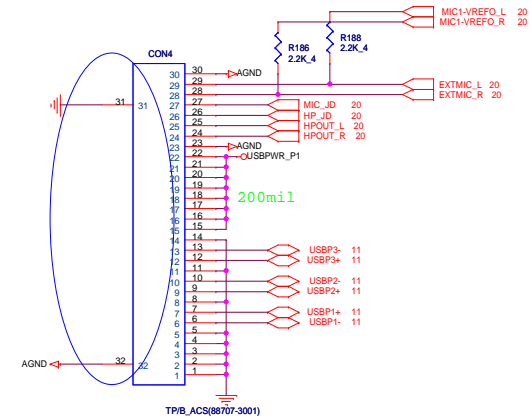 MIC1-VREFO_L 20
MIC1-VREFO_R 20
R186
2.2K_4
R188
2.2K_4
CON4
30 30 AGND
29 29 EXTMIC_L 20
28 28 EXTMIC_R 20
31 31 27 27 MIC_JD 20
26 26 HP_JD 20
25 25 HPOUT_L 20
24 24 HPOUT_R 20
23 23 AGND
22 22 USBPWR_P1
21 21
20 20
19 19
18 18 200mil
17 17
16 16
15 15
14 14
13 13 USBP3- 11
12 12 USBP3+ 11
11 11
10 10 USBP2- 11
9 9 USBP2+ 11
8 8
7 7 USBP1+ 11
6 6 USBP1- 11
5 5
4 4
3 3
AGND 32 32 2 2
1 1
TP/B_ACS(88707-3001)